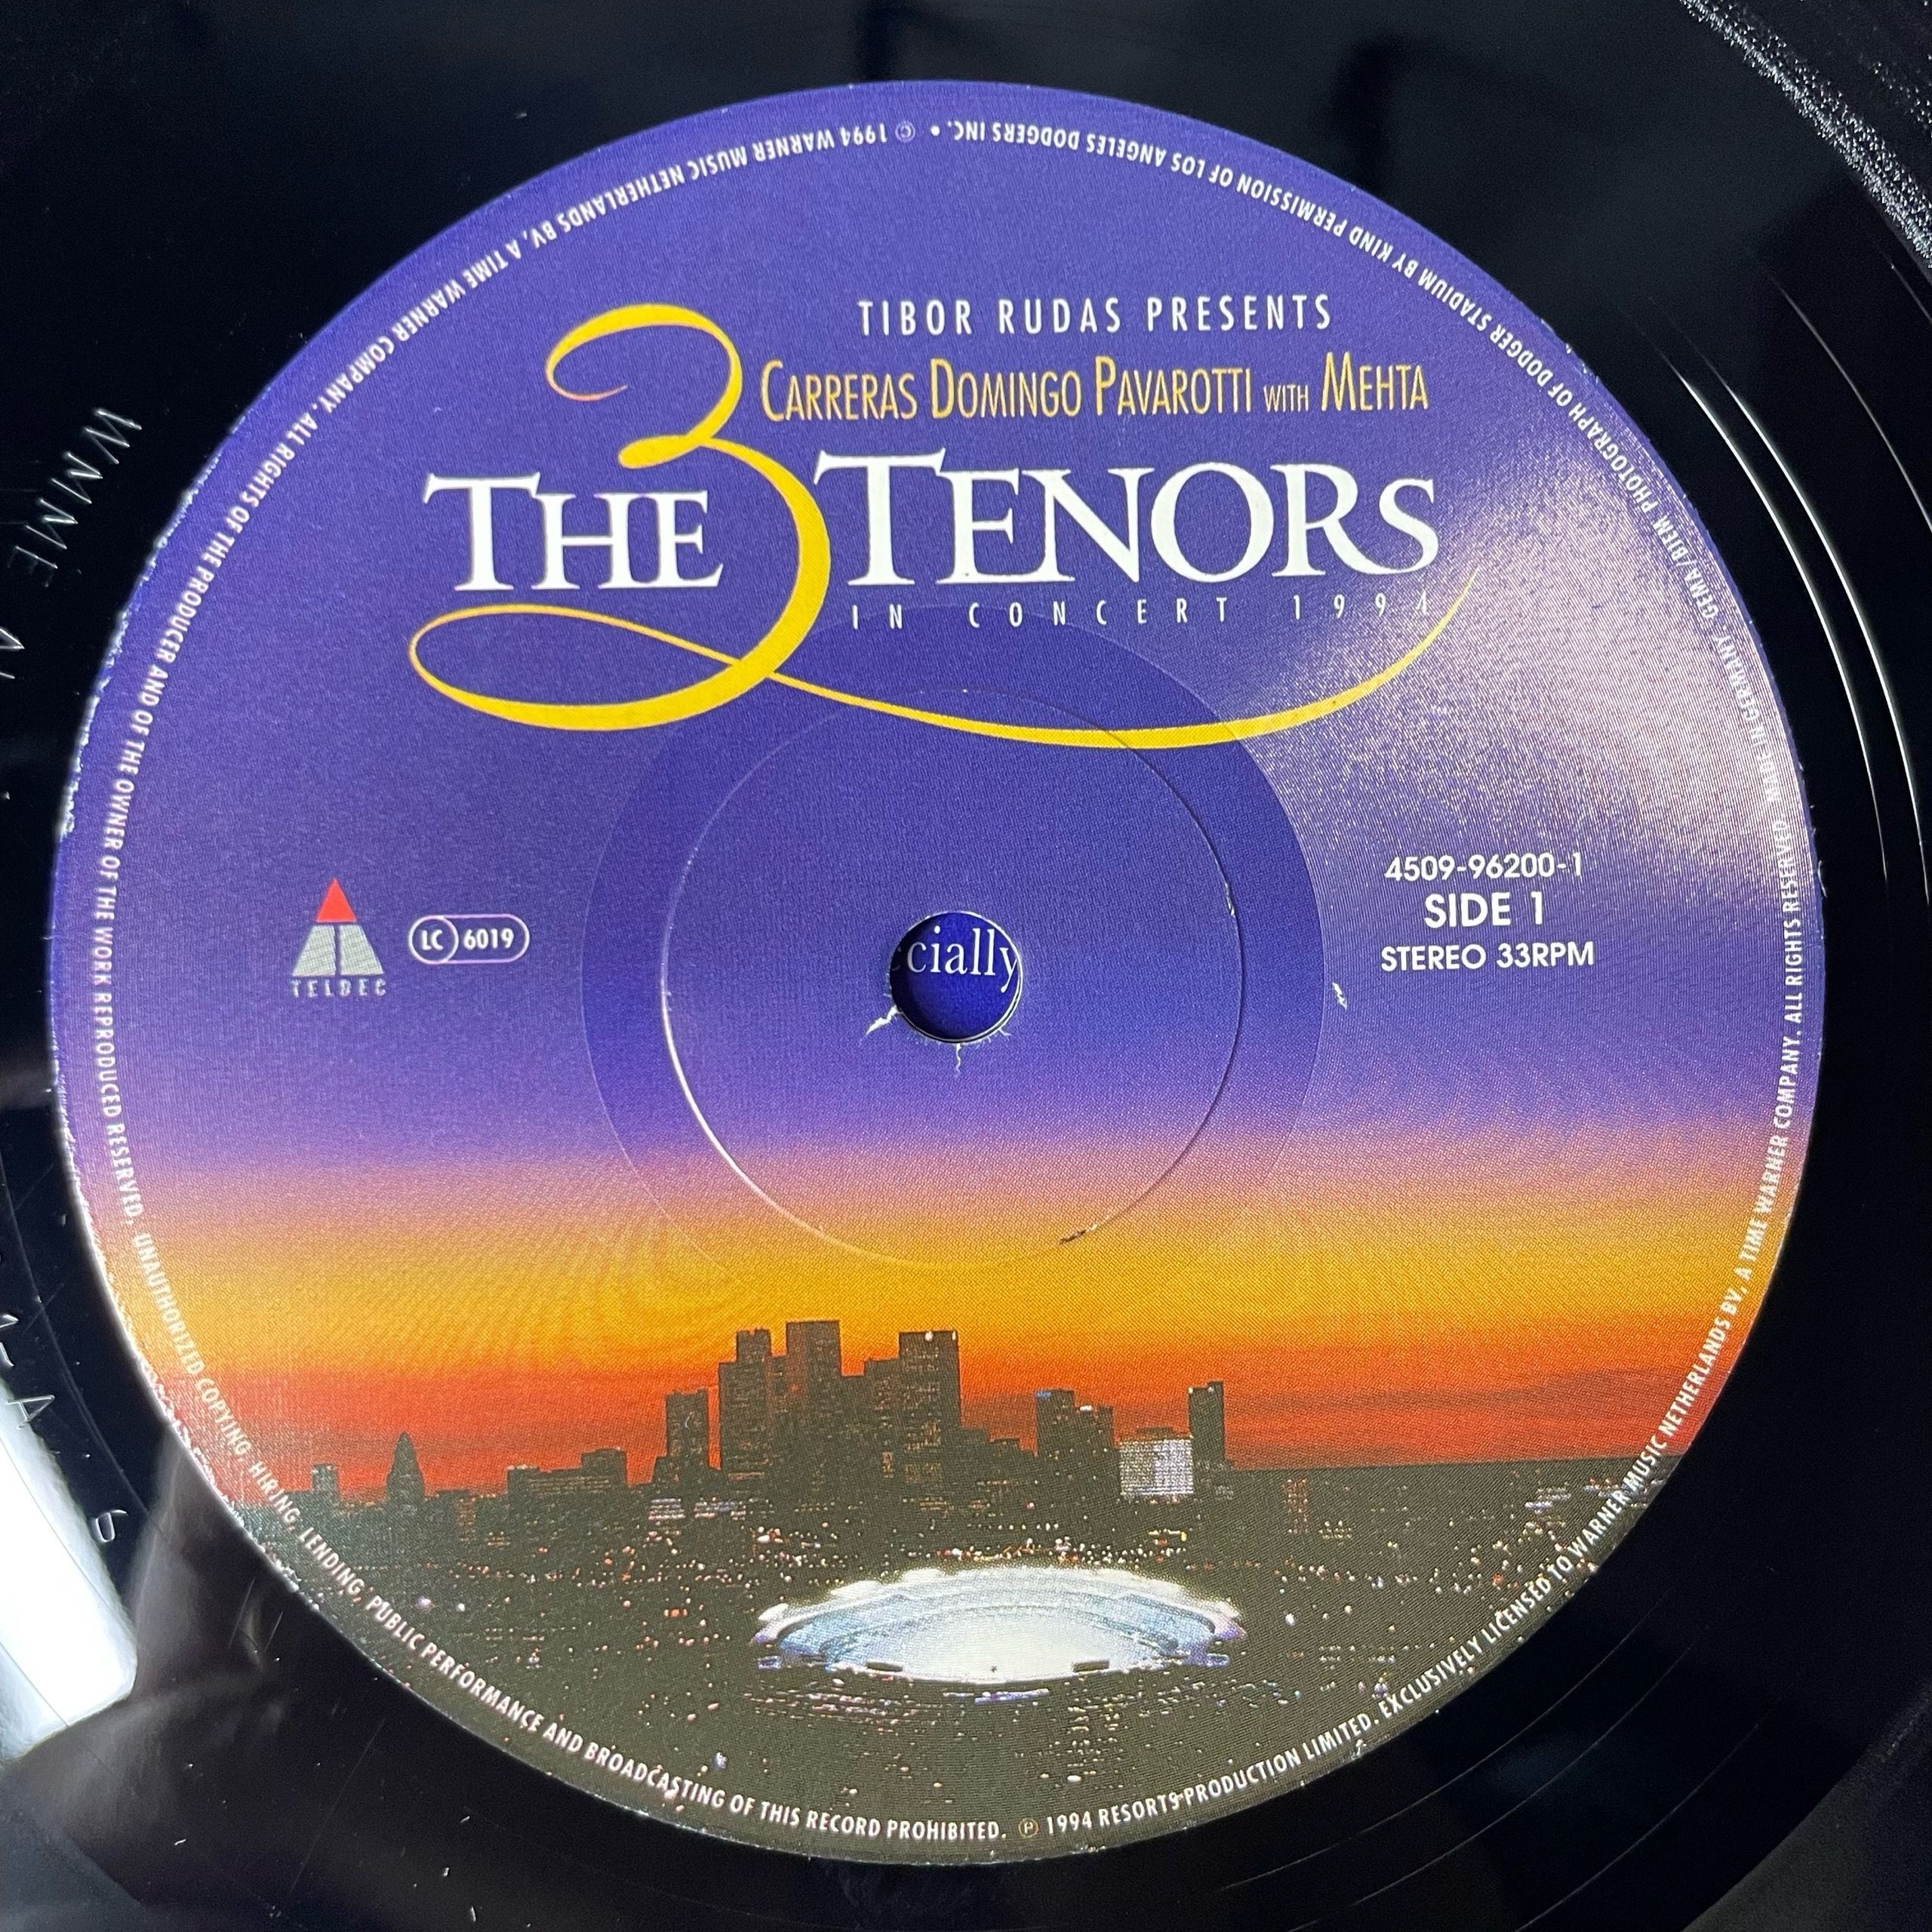 TIBOR RUDAS PRESENTS
CARRERAS DOMINGO PAVAROTTI WITH MEHTA
THE 3 TENORS
IN CONCERT 1994
TELDEC
LC 6019
4509-96200-1
SIDE 1
STEREO 33RPM
cially
℗ 1994 RESORTS PRODUCTION LIMITED. EXCLUSIVELY LICENSED TO WARNER MUSIC NETHERLANDS BV, A TIME WARNER COMPANY. ALL RIGHTS RESERVED. MADE IN GERMANY. GEMA/BIEM PHOTOGRAPH OF DODGER STADIUM BY KIND PERMISSION OF LOS ANGELES DODGERS INC. • © 1994 WARNER MUSIC NETHERLANDS BV, A TIME WARNER COMPANY. ALL RIGHTS OF THE PRODUCER AND OF THE OWNER OF THE WORK REPRODUCED RESERVED. UNAUTHORIZED COPYING, HIRING, LENDING, PUBLIC PERFORMANCE AND BROADCASTING OF THIS RECORD PROHIBITED.
WMME